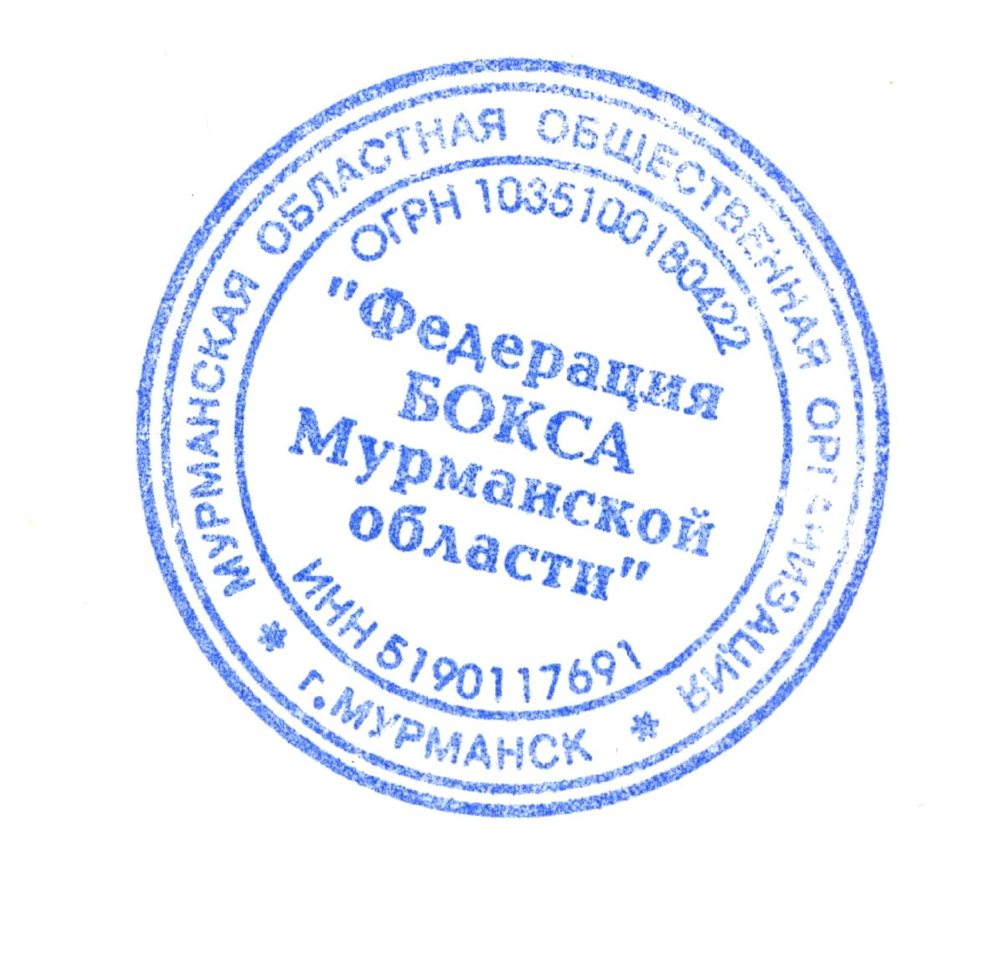 МУРМАНСКАЯ ОБЛАСТНАЯ ОБЩЕСТВЕННАЯ ОРГАНИЗАЦИЯ
* г.МУРМАНСК *
ОГРН 1035100180422
"Федерация
БОКСА
Мурманской
области"
ИНН 5190117691